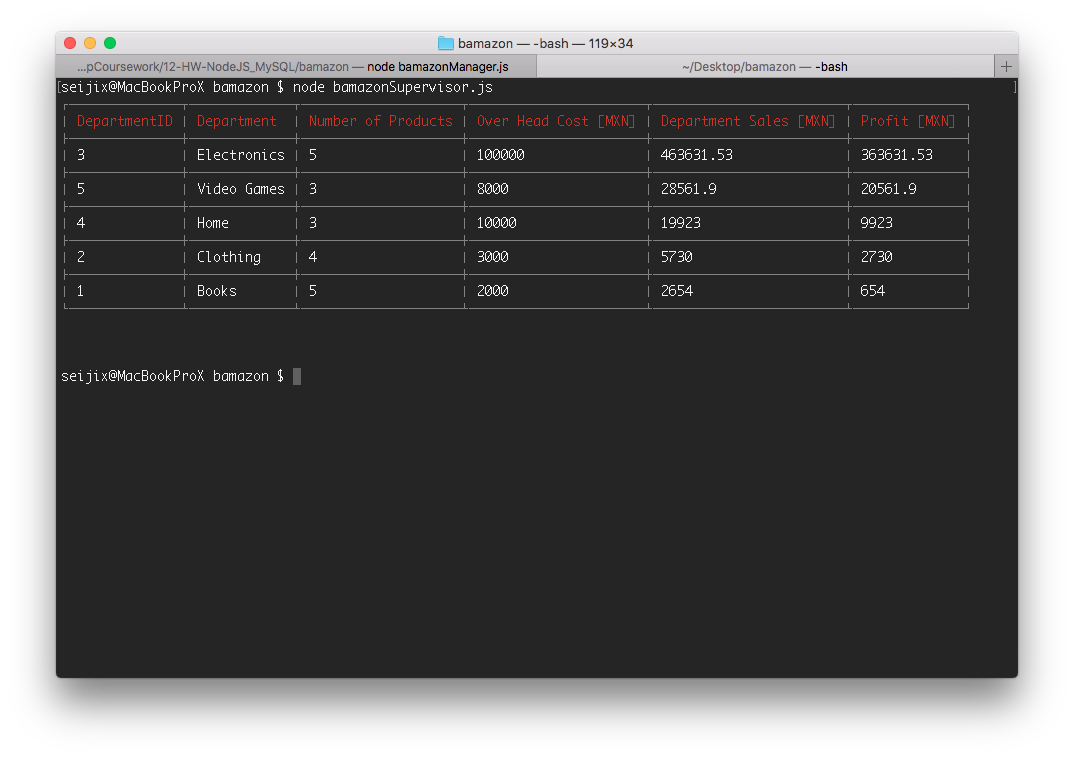 bamazon — -bash — 119×34
...pCoursework/12-HW-NodeJS_MySQL/bamazon — node bamazonManager.js ~/Desktop/bamazon — -bash +
[seijix@MacBookProX bamazon $ node bamazonSupervisor.js ]
DepartmentID Department Number of Products Over Head Cost [MXN] Department Sales [MXN] Profit [MXN]
3 Electronics 5 100000 463631.53 363631.53
5 Video Games 3 8000 28561.9 20561.9
4 Home 3 10000 19923 9923
2 Clothing 4 3000 5730 2730
1 Books 5 2000 2654 654
seijix@MacBookProX bamazon $